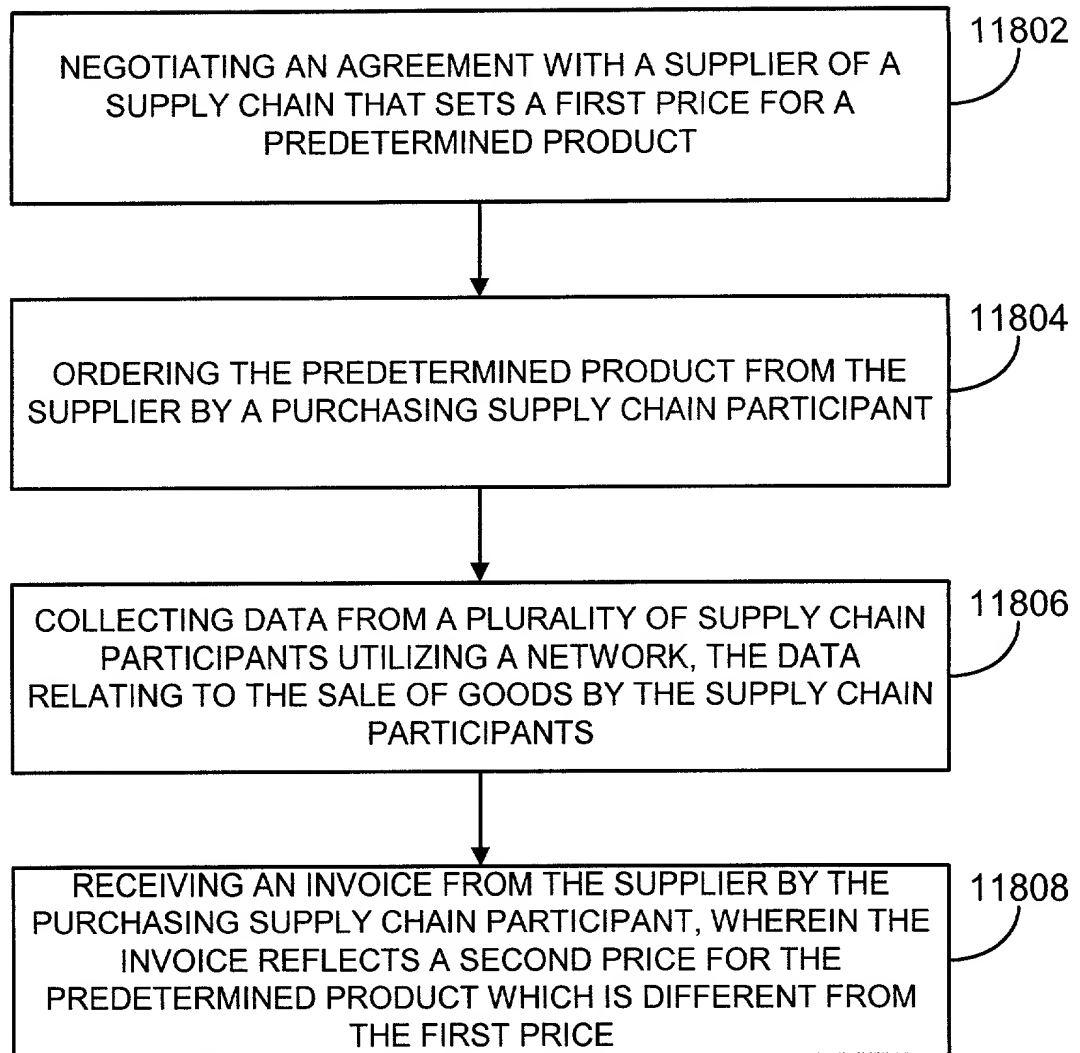 11802
NEGOTIATING AN AGREEMENT WITH A SUPPLIER OF A
SUPPLY CHAIN THAT SETS A FIRST PRICE FOR A
PREDETERMINED PRODUCT
11804
ORDERING THE PREDETERMINED PRODUCT FROM THE
SUPPLIER BY A PURCHASING SUPPLY CHAIN PARTICIPANT
11806
COLLECTING DATA FROM A PLURALITY OF SUPPLY CHAIN
PARTICIPANTS UTILIZING A NETWORK, THE DATA
RELATING TO THE SALE OF GOODS BY THE SUPPLY CHAIN
PARTICIPANTS
11808
RECEIVING AN INVOICE FROM THE SUPPLIER BY THE
PURCHASING SUPPLY CHAIN PARTICIPANT, WHEREIN THE
INVOICE REFLECTS A SECOND PRICE FOR THE
PREDETERMINED PRODUCT WHICH IS DIFFERENT FROM
THE FIRST PRICE